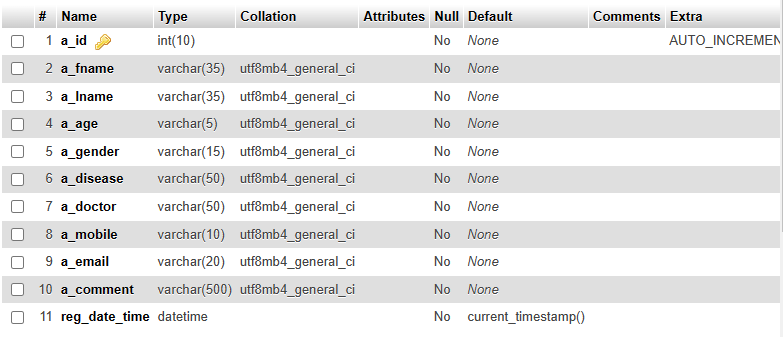 # Name Type Collation Attributes Null Default Comments Extra
1 a_id int(10) No None AUTO_INCREMEN
2 a_fname varchar(35) utf8mb4_general_ci No None
3 a_lname varchar(35) utf8mb4_general_ci No None
4 a_age varchar(5) utf8mb4_general_ci No None
5 a_gender varchar(15) utf8mb4_general_ci No None
6 a_disease varchar(50) utf8mb4_general_ci No None
7 a_doctor varchar(50) utf8mb4_general_ci No None
8 a_mobile varchar(10) utf8mb4_general_ci No None
9 a_email varchar(20) utf8mb4_general_ci No None
10 a_comment varchar(500) utf8mb4_general_ci No None
11 reg_date_time datetime No current_timestamp()